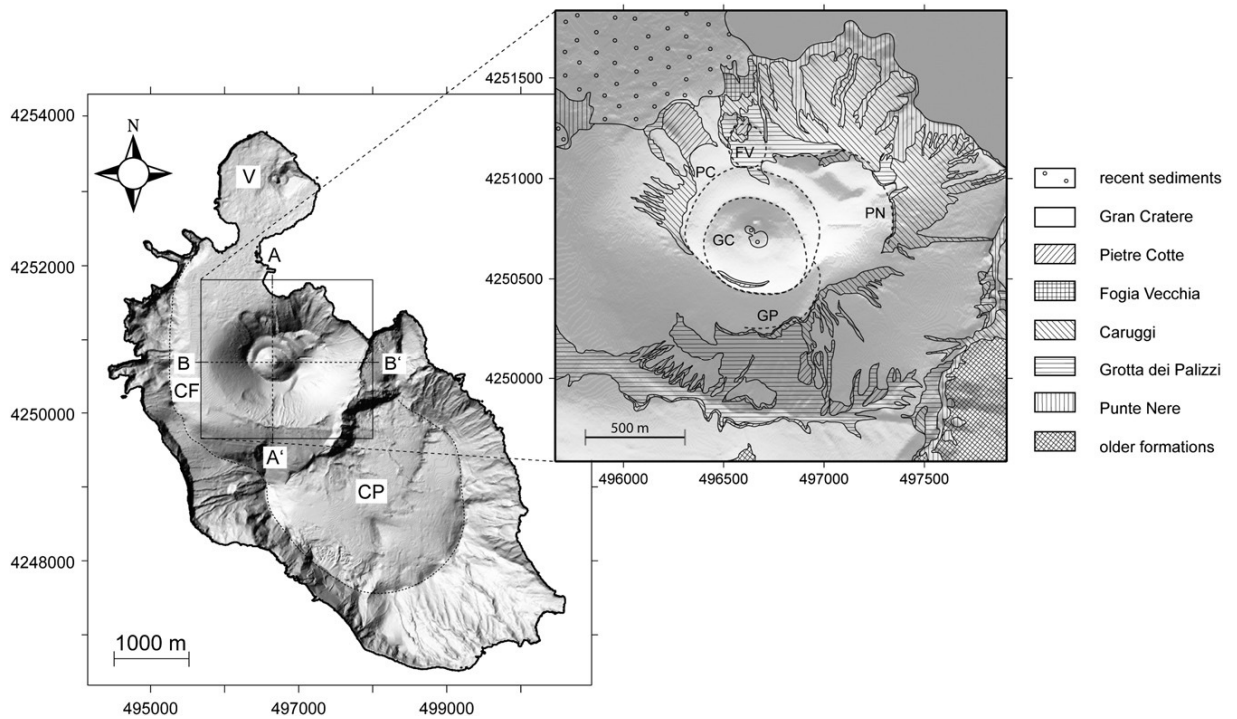 4254000
4252000
4250000
4248000
495000 497000 499000
N
V
A
B
B'
CF
A'
CP
1000 m
4251500
4251000
4250500
4250000
496000 496500 497000 497500
FV
PC
PN
GC
GP
500 m
recent sediments
Gran Cratere
Pietre Cotte
Fogia Vecchia
Caruggi
Grotta dei Palizzi
Punte Nere
older formations